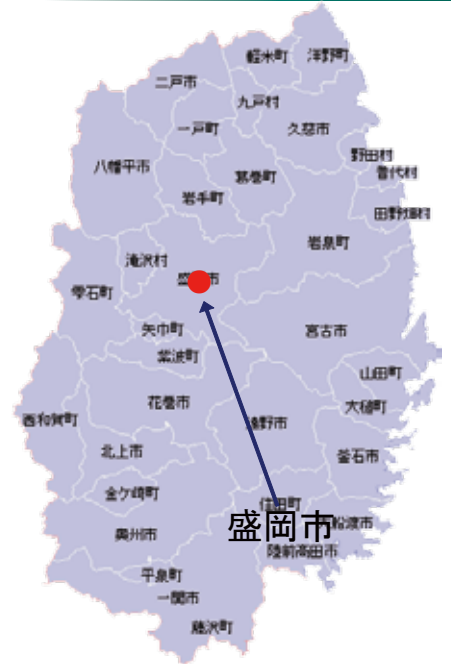 軽米町
洋野町
二戸市
九戸村
一戸町
久慈市
野田村
八幡平市
普代村
葛巻町
岩手町
田野畑村
岩泉町
滝沢村
盛 市
雫石町
矢巾町
宮古市
紫波町
山田町
花巻市
大槌町
西和賀町
遠野市
北上市
釜石市
金ケ崎町
住田町
船渡市
盛岡市
奥州市
陸前高田市
平泉町
一関市
藤沢町